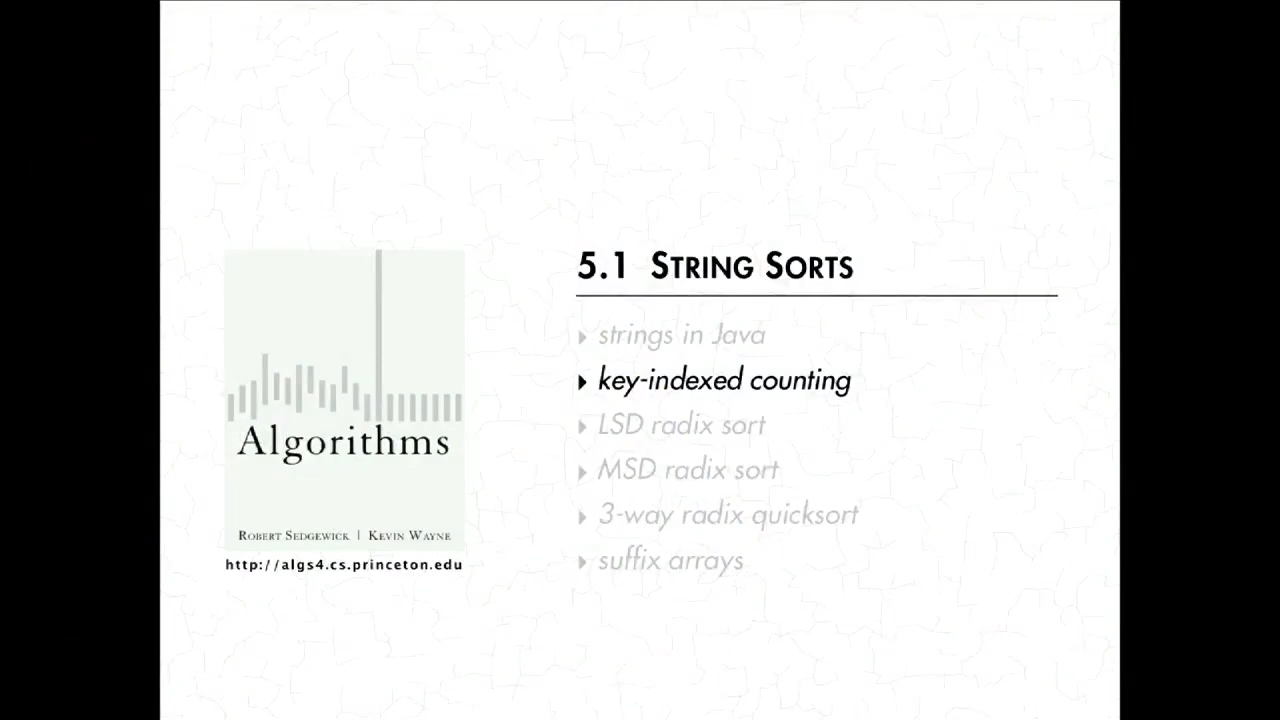 5.1 STRING SORTS
strings in Java
key-indexed counting
LSD radix sort
MSD radix sort
3-way radix quicksort
suffix arrays
Algorithms
ROBERT SEDGEWICK | KEVIN WAYNE
http://algs4.cs.princeton.edu